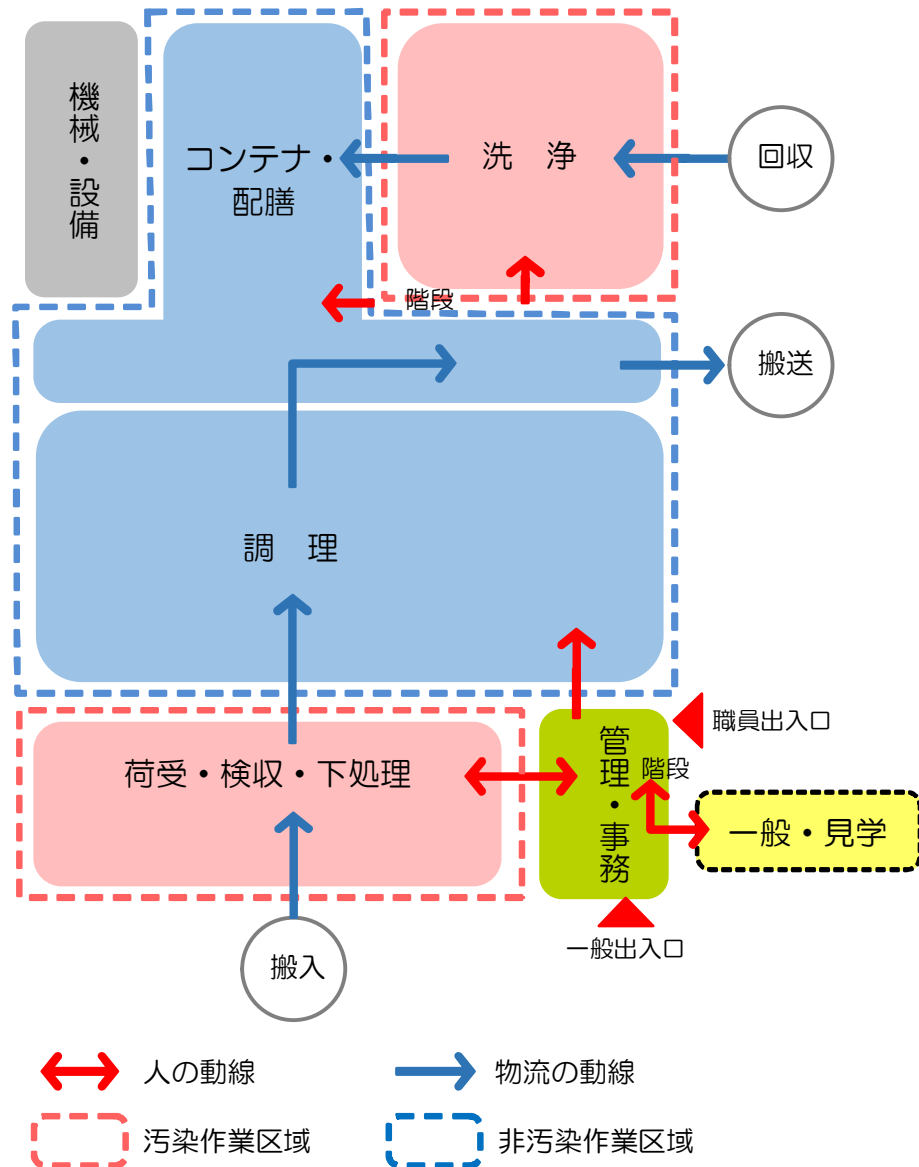 機械・設備
コンテナ・
配膳
洗　浄
回収
階段
搬送
調　理
職員出入口
荷受・検収・下処理
管理・事務
階段
一般・見学
一般出入口
搬入
人の動線
物流の動線
汚染作業区域
非汚染作業区域